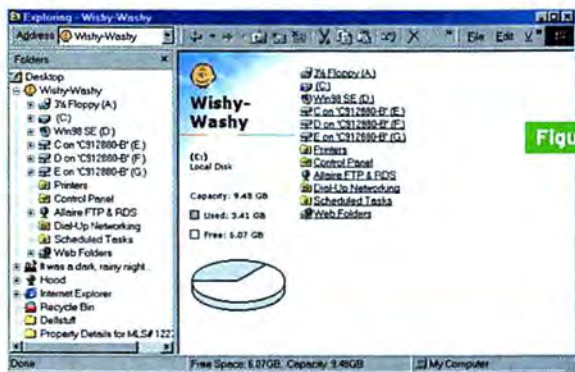 Exploring - Wishy-Washy
Address Wishy-Washy
File Edit V
Folders
Desktop
Wishy-Washy
3½ Floppy (A:)
(C:)
Win98 SE (D:)
C on 'C912880-B' (E:)
D on 'C912880-B' (F:)
E on 'C912880-B' (G:)
Printers
Control Panel
Allaire FTP & RDS
Dial-Up Networking
Scheduled Tasks
Web Folders
It was a dark, rainy night...
Hood
Internet Explorer
Recycle Bin
Dellstuff
Property Details for MLS# 122
Wishy-
Washy
(C:)
Local Disk
Capacity: 9.48 GB
Used: 3.41 GB
Free: 6.07 GB
3½ Floppy (A:)
(C:)
Win98 SE (D:)
C on 'C912880-B' (E:)
D on 'C912880-B' (F:)
E on 'C912880-B' (G:)
Printers
Control Panel
Allaire FTP & RDS
Dial-Up Networking
Scheduled Tasks
Web Folders
Figu
Done
Free Space: 6.07GB, Capacity: 9.48GB
My Computer